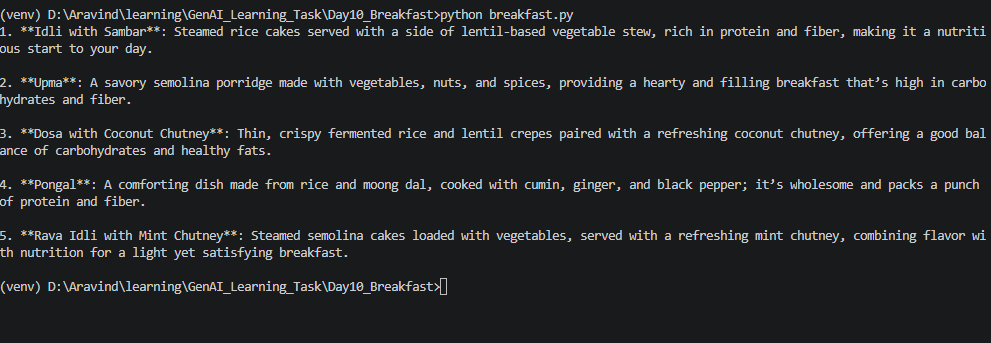 (venv) D:\Aravind\learning\GenAI_Learning_Task\Day10_Breakfast>python breakfast.py
1. **Idli with Sambar**: Steamed rice cakes served with a side of lentil-based vegetable stew, rich in protein and fiber, making it a nutriti
ous start to your day.
2. **Upma**: A savory semolina porridge made with vegetables, nuts, and spices, providing a hearty and filling breakfast that’s high in carbo
hydrates and fiber.
3. **Dosa with Coconut Chutney**: Thin, crispy fermented rice and lentil crepes paired with a refreshing coconut chutney, offering a good bal
ance of carbohydrates and healthy fats.
4. **Pongal**: A comforting dish made from rice and moong dal, cooked with cumin, ginger, and black pepper; it’s wholesome and packs a punch
of protein and fiber.
5. **Rava Idli with Mint Chutney**: Steamed semolina cakes loaded with vegetables, served with a refreshing mint chutney, combining flavor wi
th nutrition for a light yet satisfying breakfast.
(venv) D:\Aravind\learning\GenAI_Learning_Task\Day10_Breakfast>